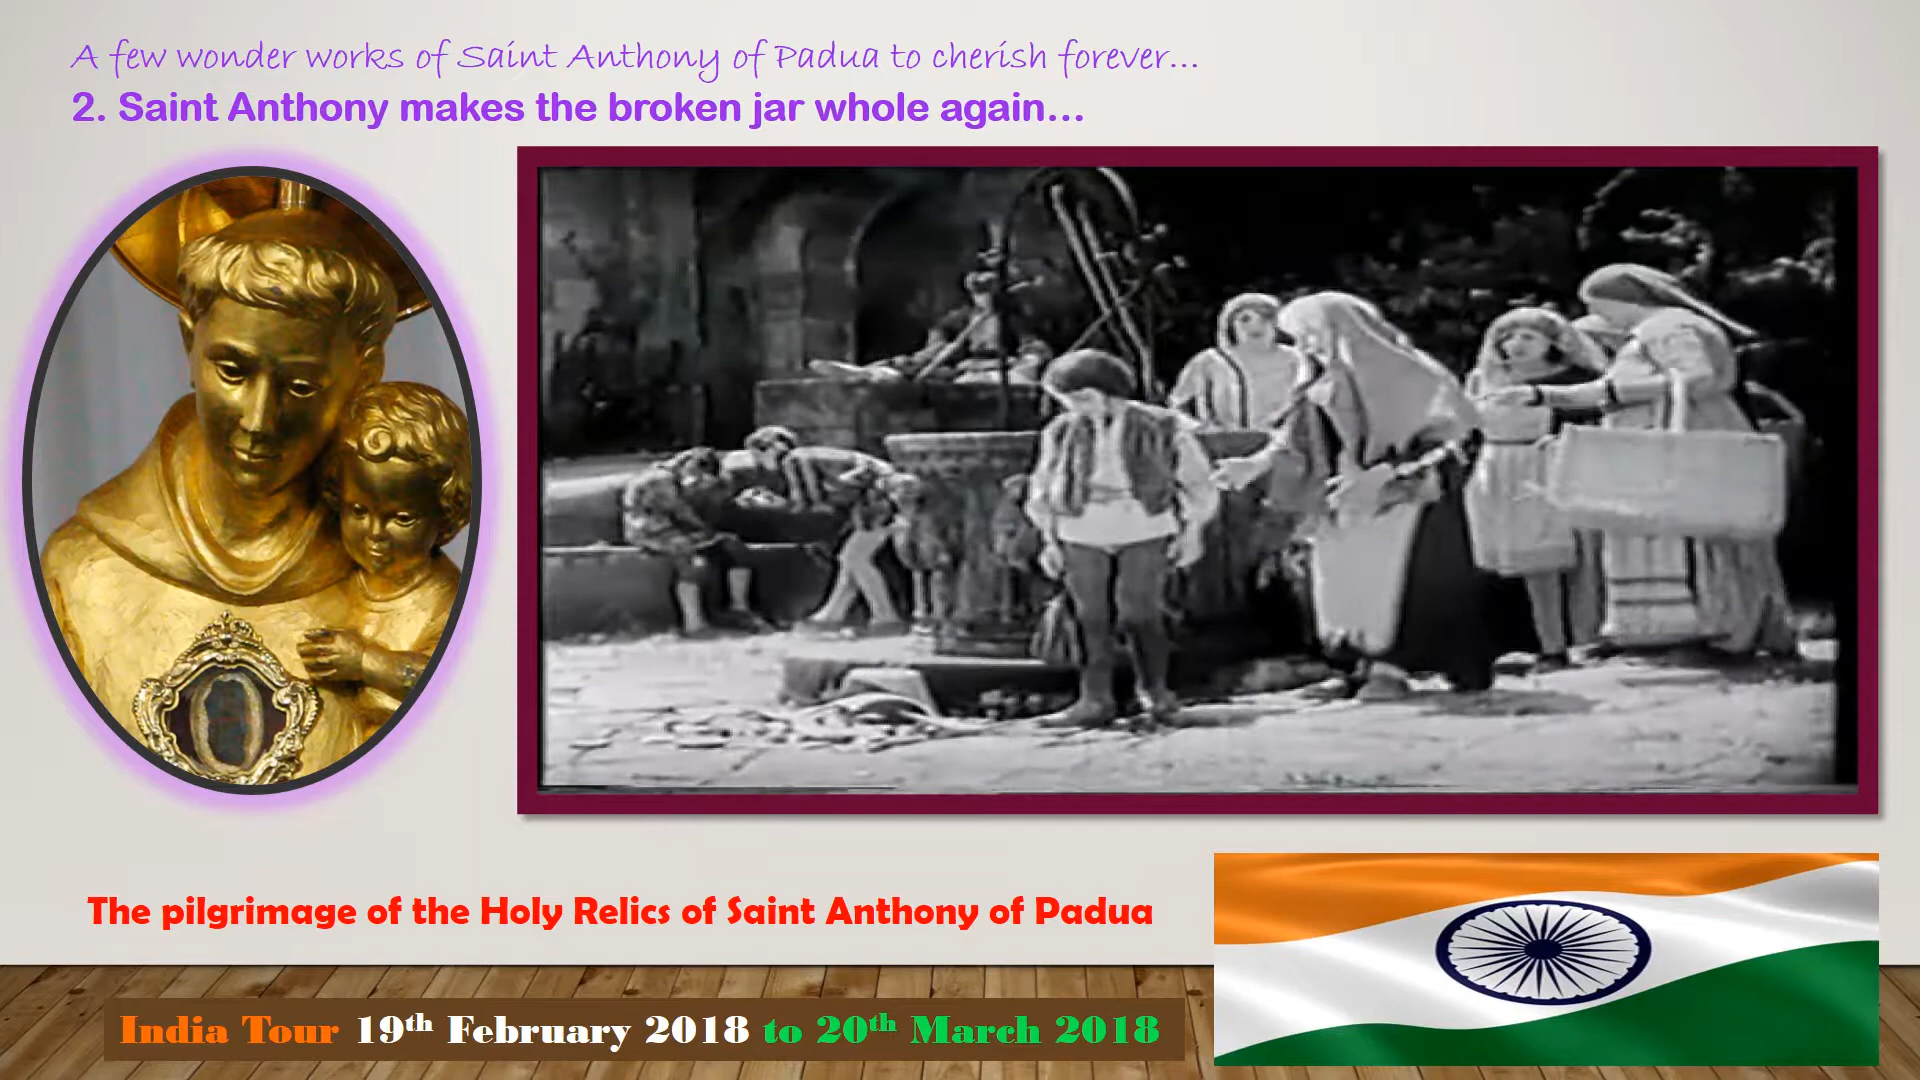 A few wonder works of Saint Anthony of Padua to cherish forever...
2. Saint Anthony makes the broken jar whole again...
The pilgrimage of the Holy Relics of Saint Anthony of Padua
India Tour 19th February 2018 to 20th March 2018